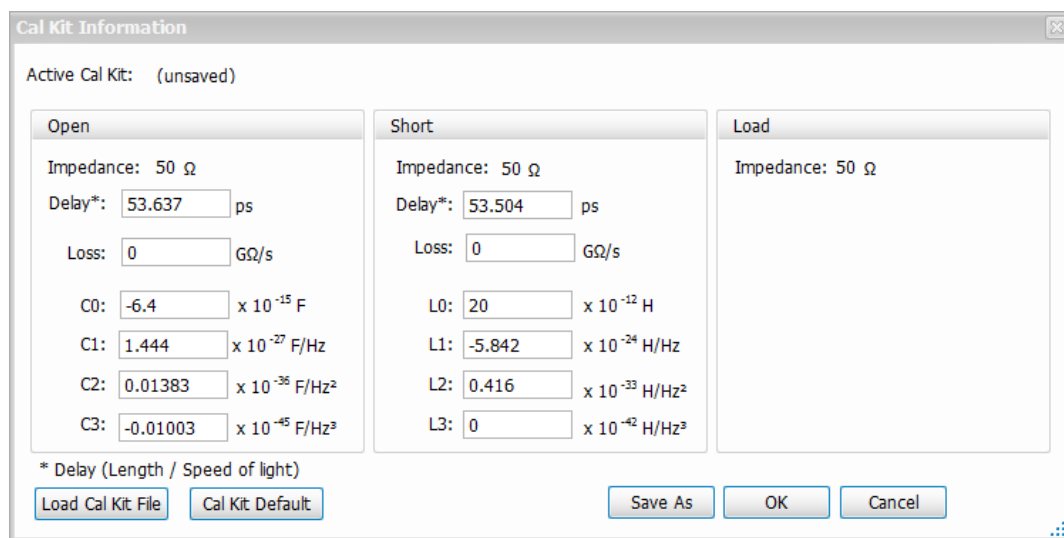 Cal Kit Information
Active Cal Kit: (unsaved)
Open
Impedance: 50 Ω
Delay*: 53.637 ps
Loss: 0 GΩ/s
C0: -6.4 x 10⁻¹⁵ F
C1: 1.444 x 10⁻²⁷ F/Hz
C2: 0.01383 x 10⁻³⁶ F/Hz²
C3: -0.01003 x 10⁻⁴⁵ F/Hz³
Short
Impedance: 50 Ω
Delay*: 53.504 ps
Loss: 0 GΩ/s
L0: 20 x 10⁻¹² H
L1: -5.842 x 10⁻²⁴ H/Hz
L2: 0.416 x 10⁻³³ H/Hz²
L3: 0 x 10⁻⁴² H/Hz³
Load
Impedance: 50 Ω
* Delay (Length / Speed of light)
Load Cal Kit File Cal Kit Default Save As OK Cancel